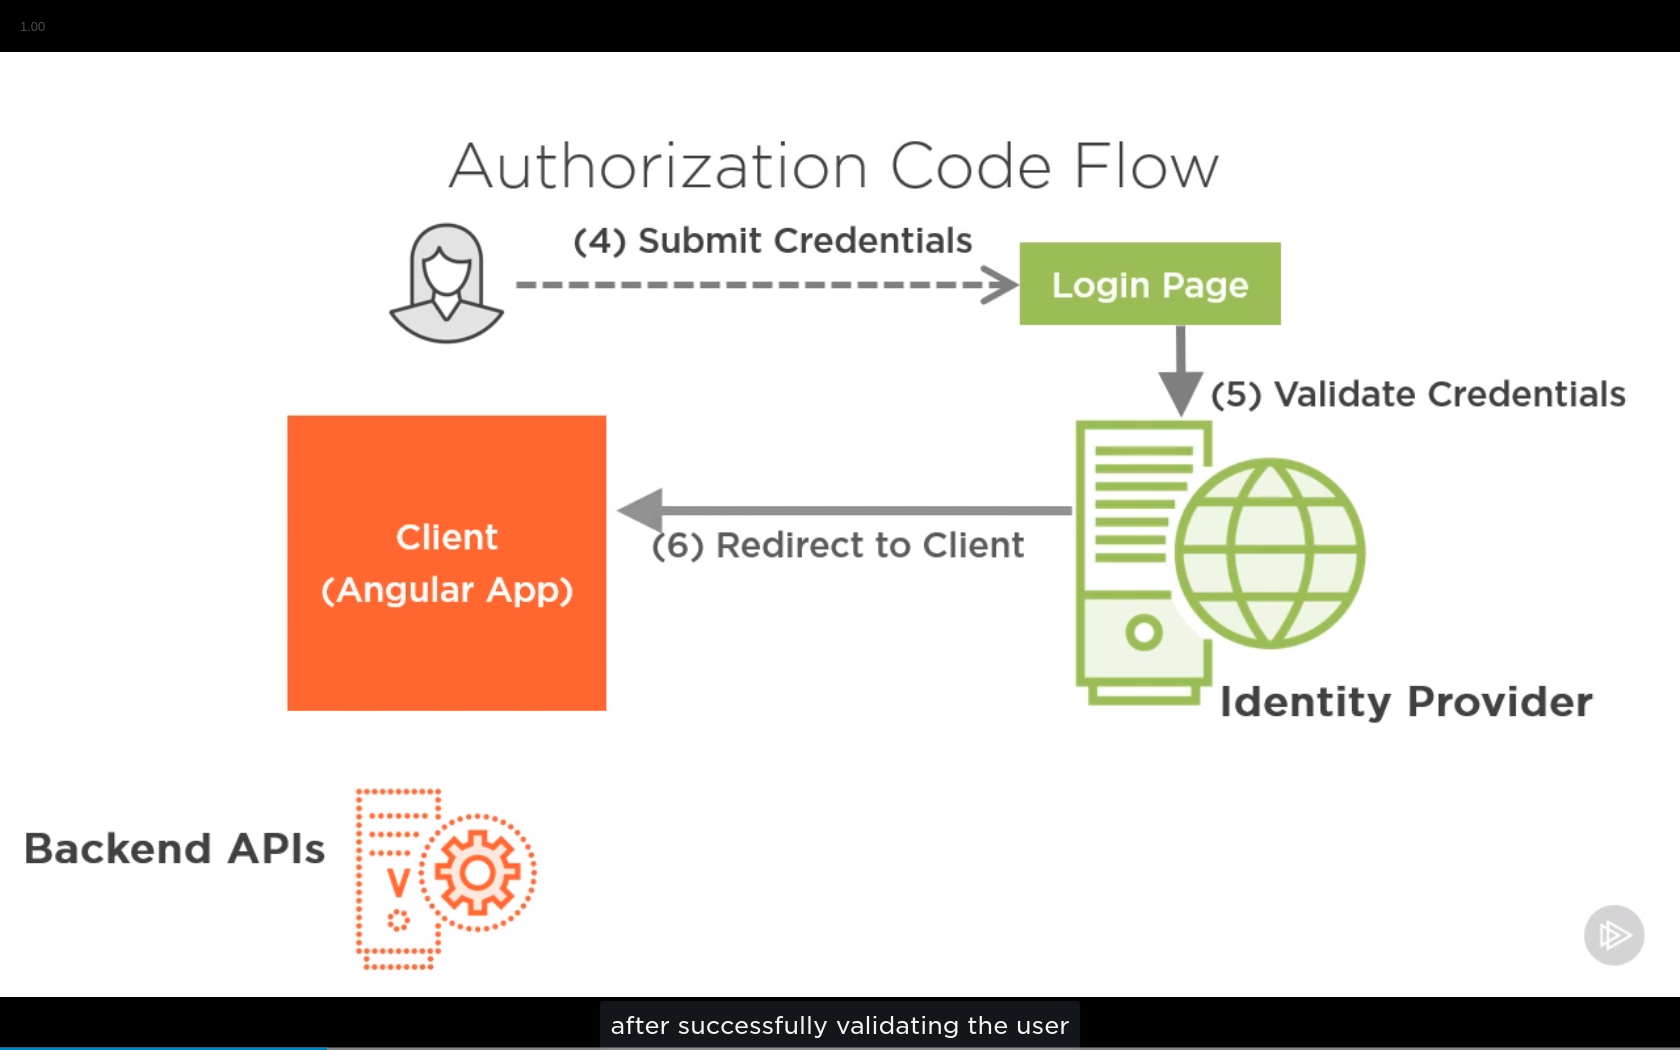 1.00
Authorization Code Flow
(4) Submit Credentials
Login Page
(5) Validate Credentials
Client
(Angular App)
(6) Redirect to Client
Identity Provider
Backend APIs
V
after successfully validating the user